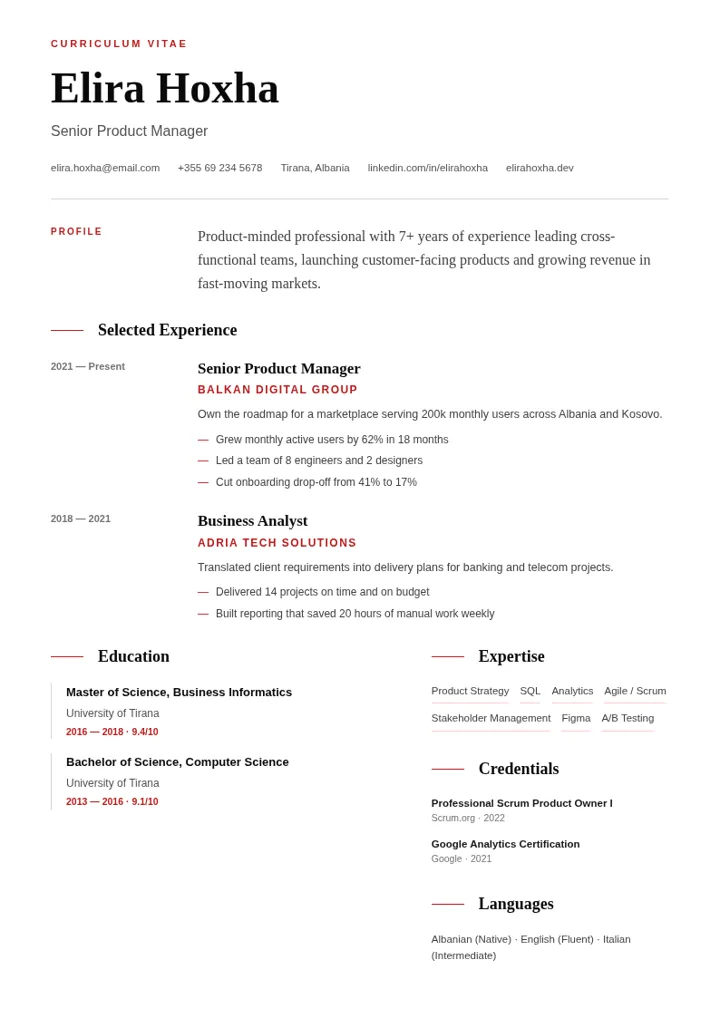 CURRICULUM VITAE
Elira Hoxha
Senior Product Manager
elira.hoxha@email.com +355 69 234 5678 Tirana, Albania linkedin.com/in/elirahoxha elirahoxha.dev
PROFILE
Product-minded professional with 7+ years of experience leading cross-
functional teams, launching customer-facing products and growing revenue in
fast-moving markets.
Selected Experience
2021 — Present
Senior Product Manager
BALKAN DIGITAL GROUP
Own the roadmap for a marketplace serving 200k monthly users across Albania and Kosovo.
— Grew monthly active users by 62% in 18 months
— Led a team of 8 engineers and 2 designers
— Cut onboarding drop-off from 41% to 17%
2018 — 2021
Business Analyst
ADRIA TECH SOLUTIONS
Translated client requirements into delivery plans for banking and telecom projects.
— Delivered 14 projects on time and on budget
— Built reporting that saved 20 hours of manual work weekly
Education
Master of Science, Business Informatics
University of Tirana
2016 — 2018 · 9.4/10
Bachelor of Science, Computer Science
University of Tirana
2013 — 2016 · 9.1/10
Expertise
Product Strategy SQL Analytics Agile / Scrum
Stakeholder Management Figma A/B Testing
Credentials
Professional Scrum Product Owner I
Scrum.org · 2022
Google Analytics Certification
Google · 2021
Languages
Albanian (Native) · English (Fluent) · Italian
(Intermediate)